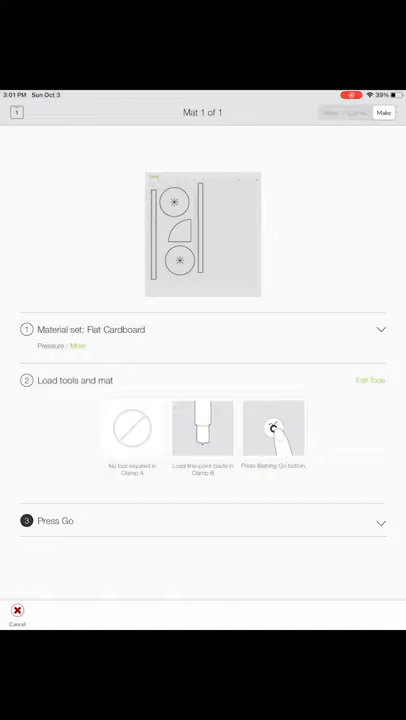 3:01 PM Sun Oct 3
39%
1
Mat 1 of 1
Make
1 Material set: Flat Cardboard
Pressure : More
2 Load tools and mat
Edit Tools
No tool required in
Clamp A
Load fine-point blade in
Clamp B
Press flashing Go button.
3 Press Go
Cancel